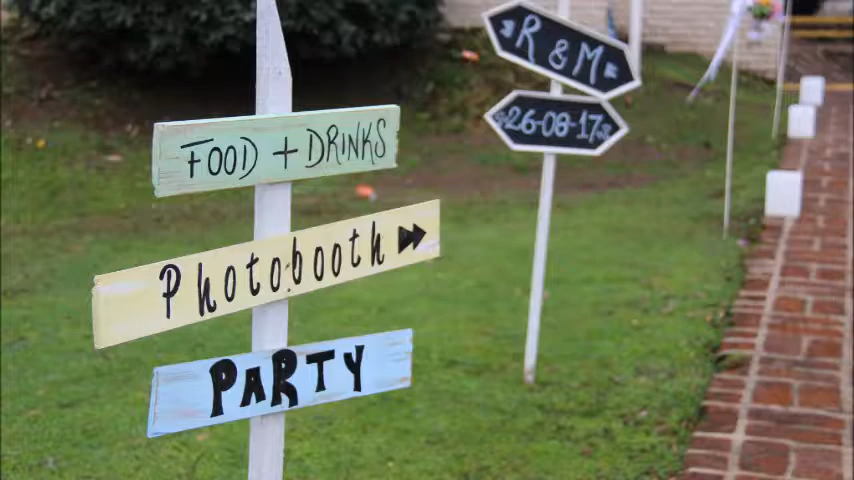 FOOD + DRINKS
Photobooth
PARTY
R & M
26-08-17